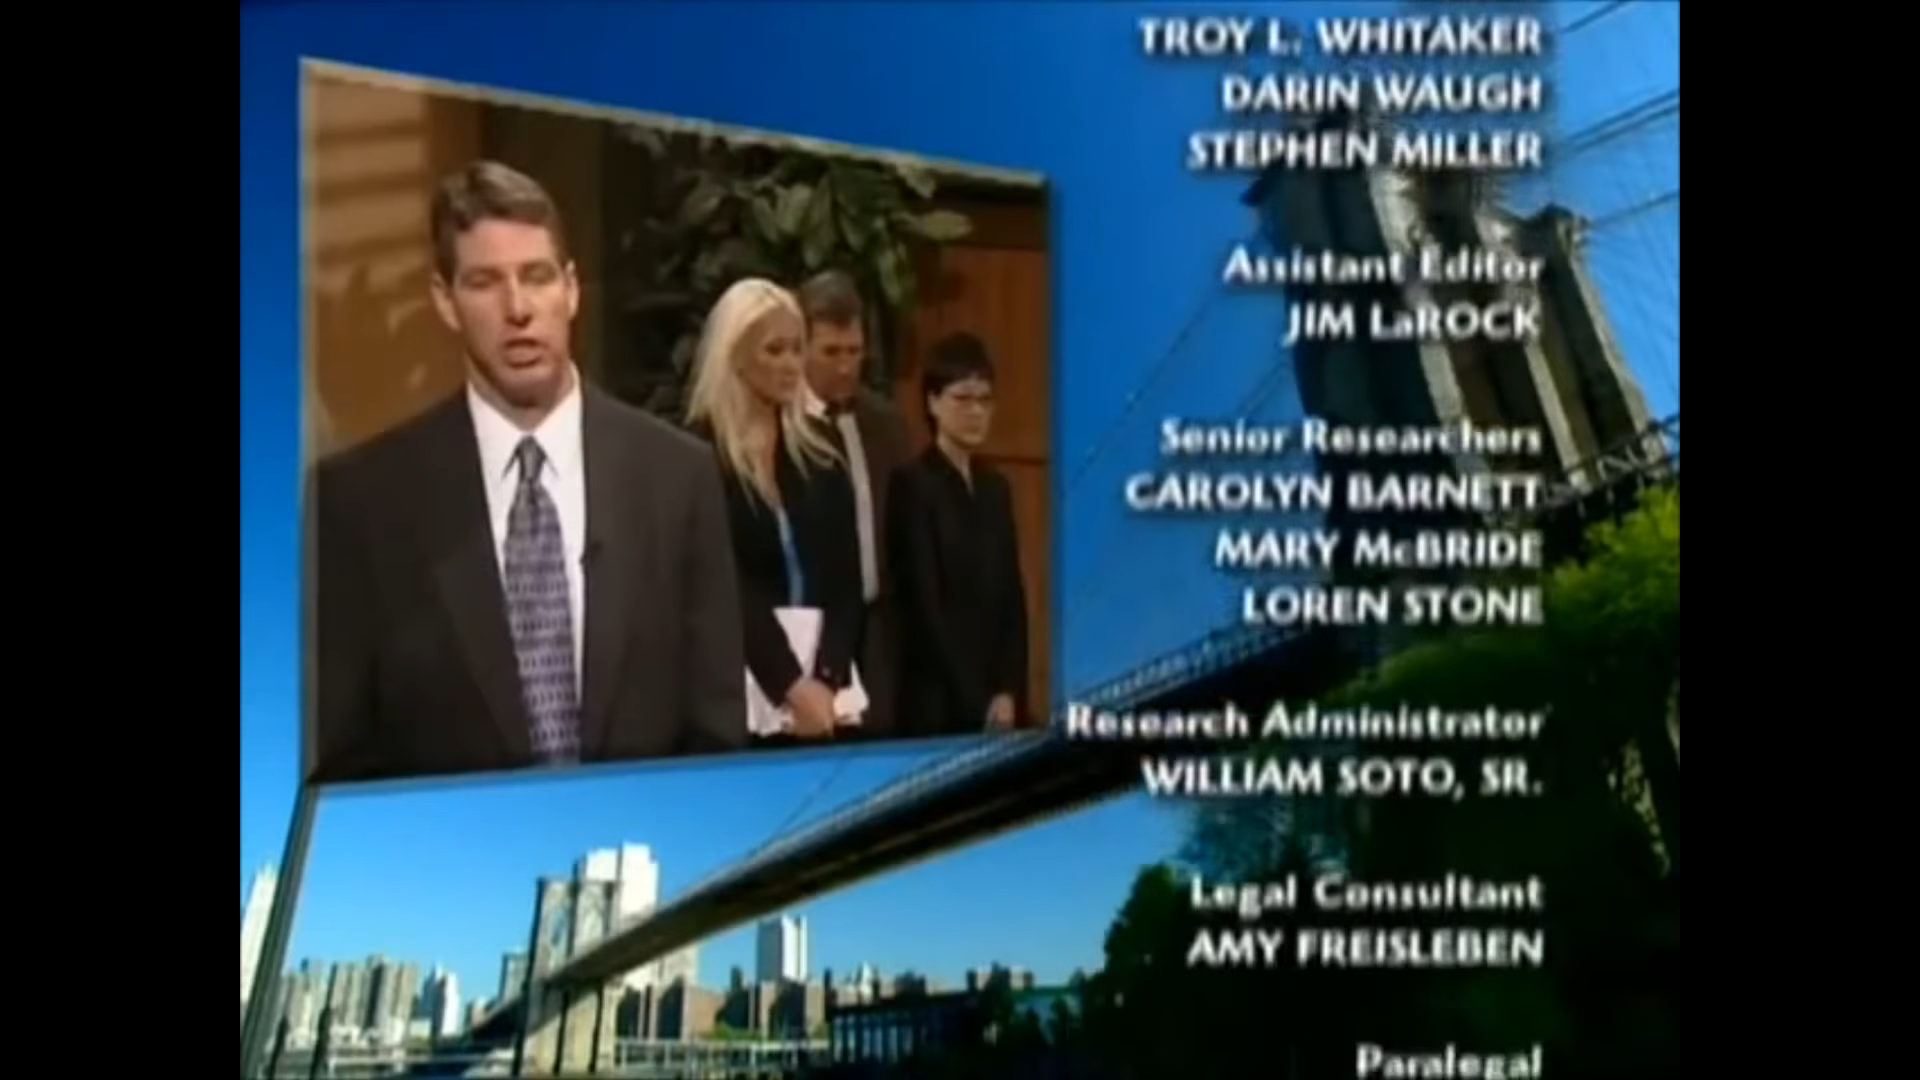 TROY L. WHITAKER
DARIN WAUGH
STEPHEN MILLER
Assistant Editor
JIM LaROCK
Senior Researchers
CAROLYN BARNETT
MARY McBRIDE
LOREN STONE
Research Administrator
WILLIAM SOTO, SR.
Legal Consultant
AMY FREISLEBEN
Paralegal